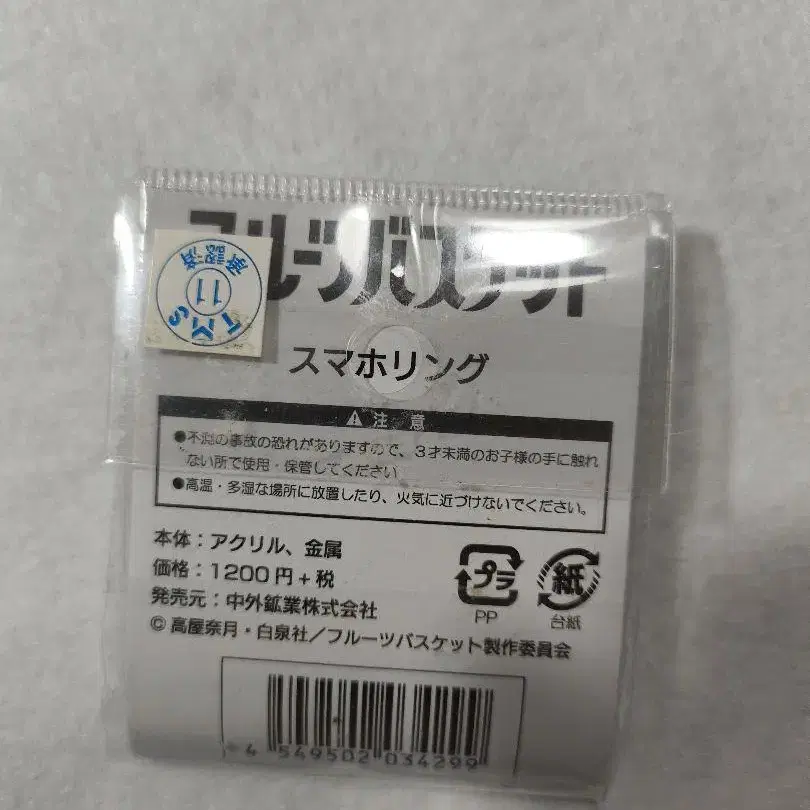 フルーツバスケット
承認済
11
TMS
スマホリング
注意
●不測の事故の恐れがありますので、3才未満のお子様の手に触れ
ない所で使用・保管してください。
●高温・多湿な場所に放置したり、火気に近づけないでください。
本体：アクリル、金属
価格：1200円+税
発売元：中外鉱業株式会社
© 高屋奈月・白泉社／フルーツバスケット製作委員会
プラ
PP
紙
台紙
4 549502 034299